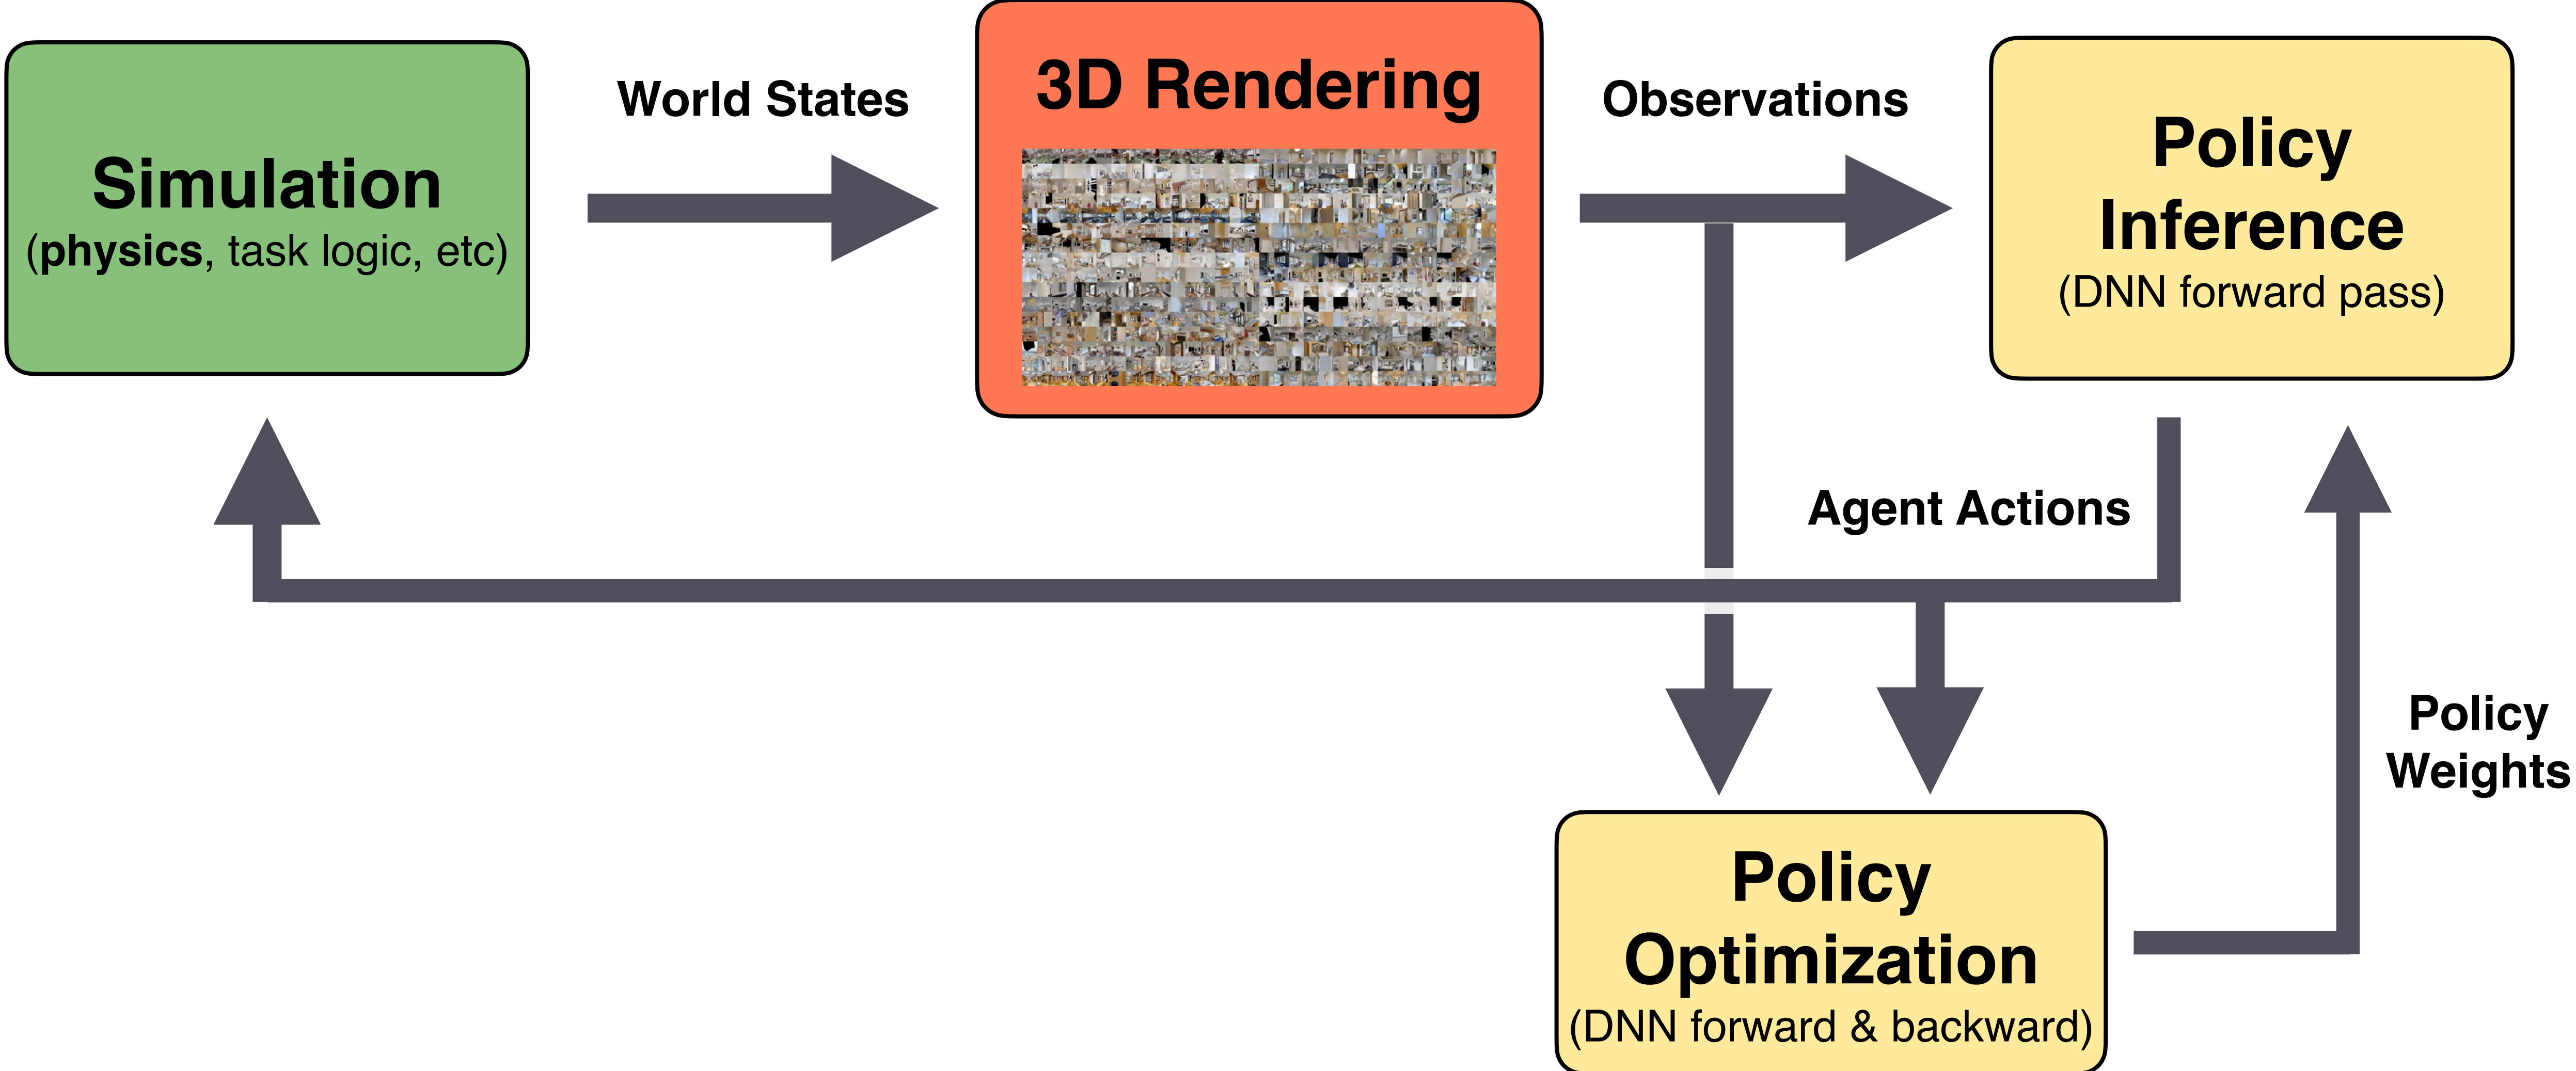 Simulation
(physics, task logic, etc)
World States
3D Rendering
Observations
Policy
Inference
(DNN forward pass)
Agent Actions
Policy
Weights
Policy
Optimization
(DNN forward & backward)